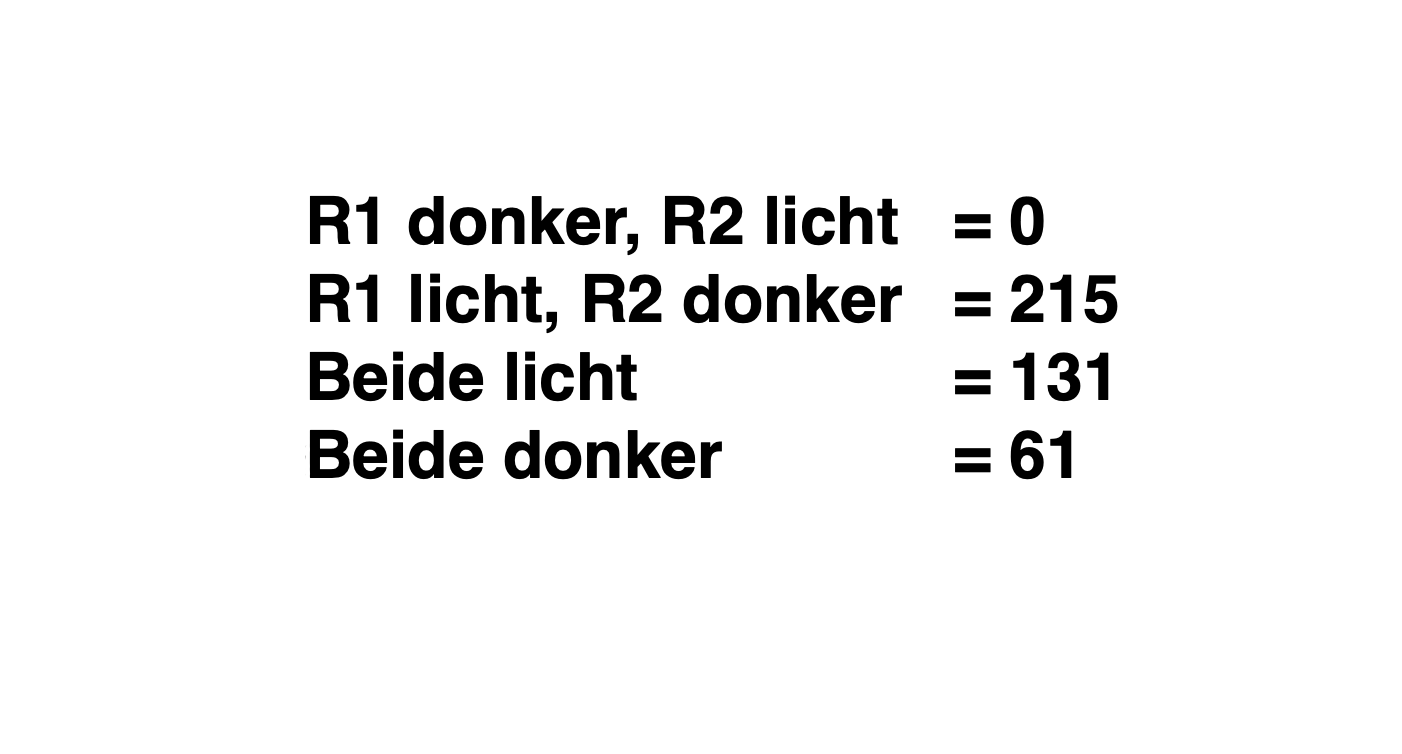 R1 donker, R2 licht = 0
R1 licht, R2 donker = 215
Beide licht = 131
Beide donker = 61